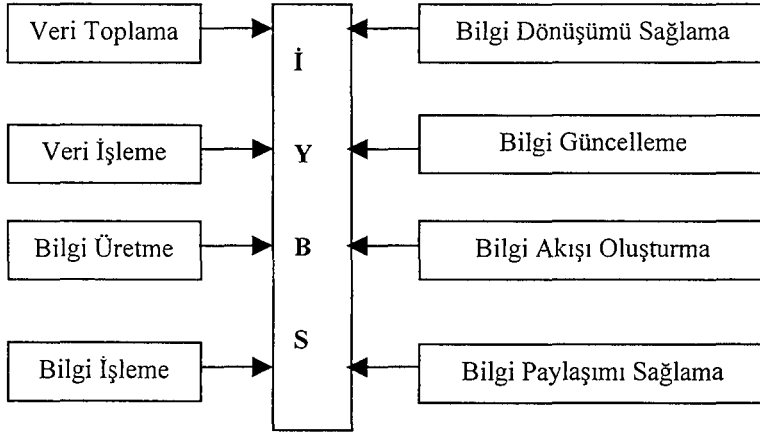 Veri Toplama
Veri İşleme
Bilgi Üretme
Bilgi İşleme
İ
Y
B
S
Bilgi Dönüşümü Sağlama
Bilgi Güncelleme
Bilgi Akışı Oluşturma
Bilgi Paylaşımı Sağlama